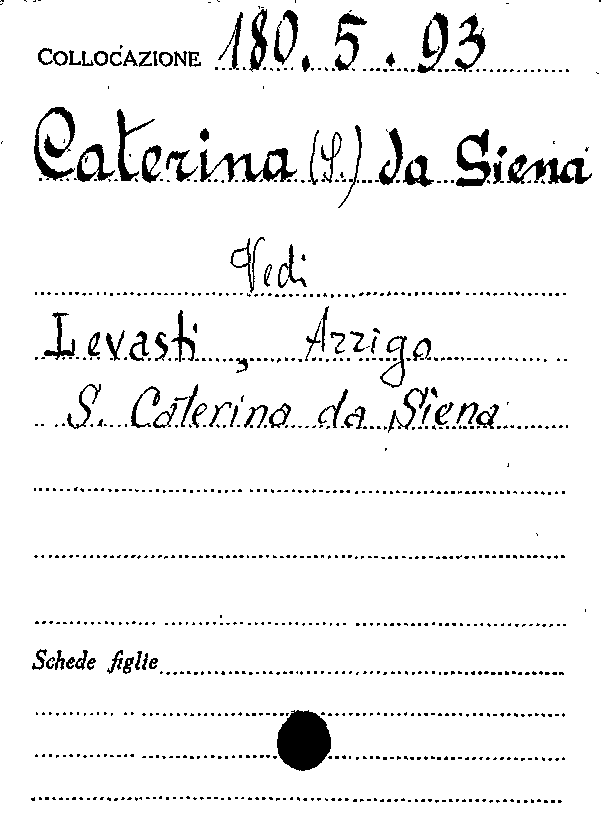 COLLOCAZIONE 180.5.93
Caterina (S.) da Siena
Vedi
Levasti, Arrigo
S. Caterina da Siena
Schede figlie